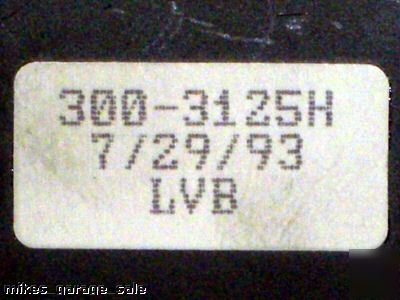 300-3125H
7/29/93
LVB
mikes garage sale